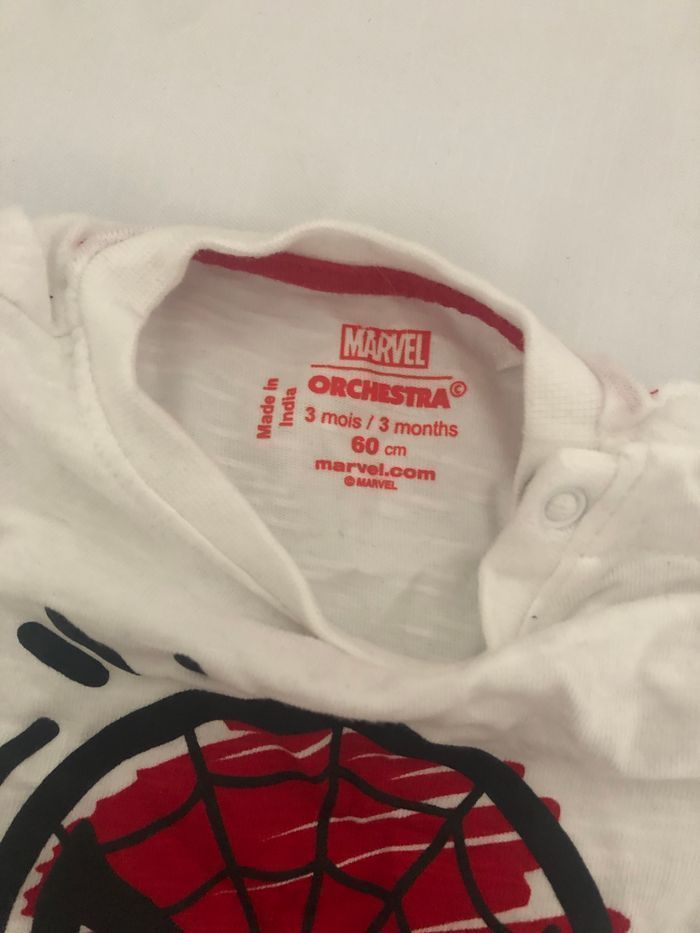 MARVEL
ORCHESTRA©
3 mois / 3 months
60 cm
marvel.com
© MARVEL
Made in
India